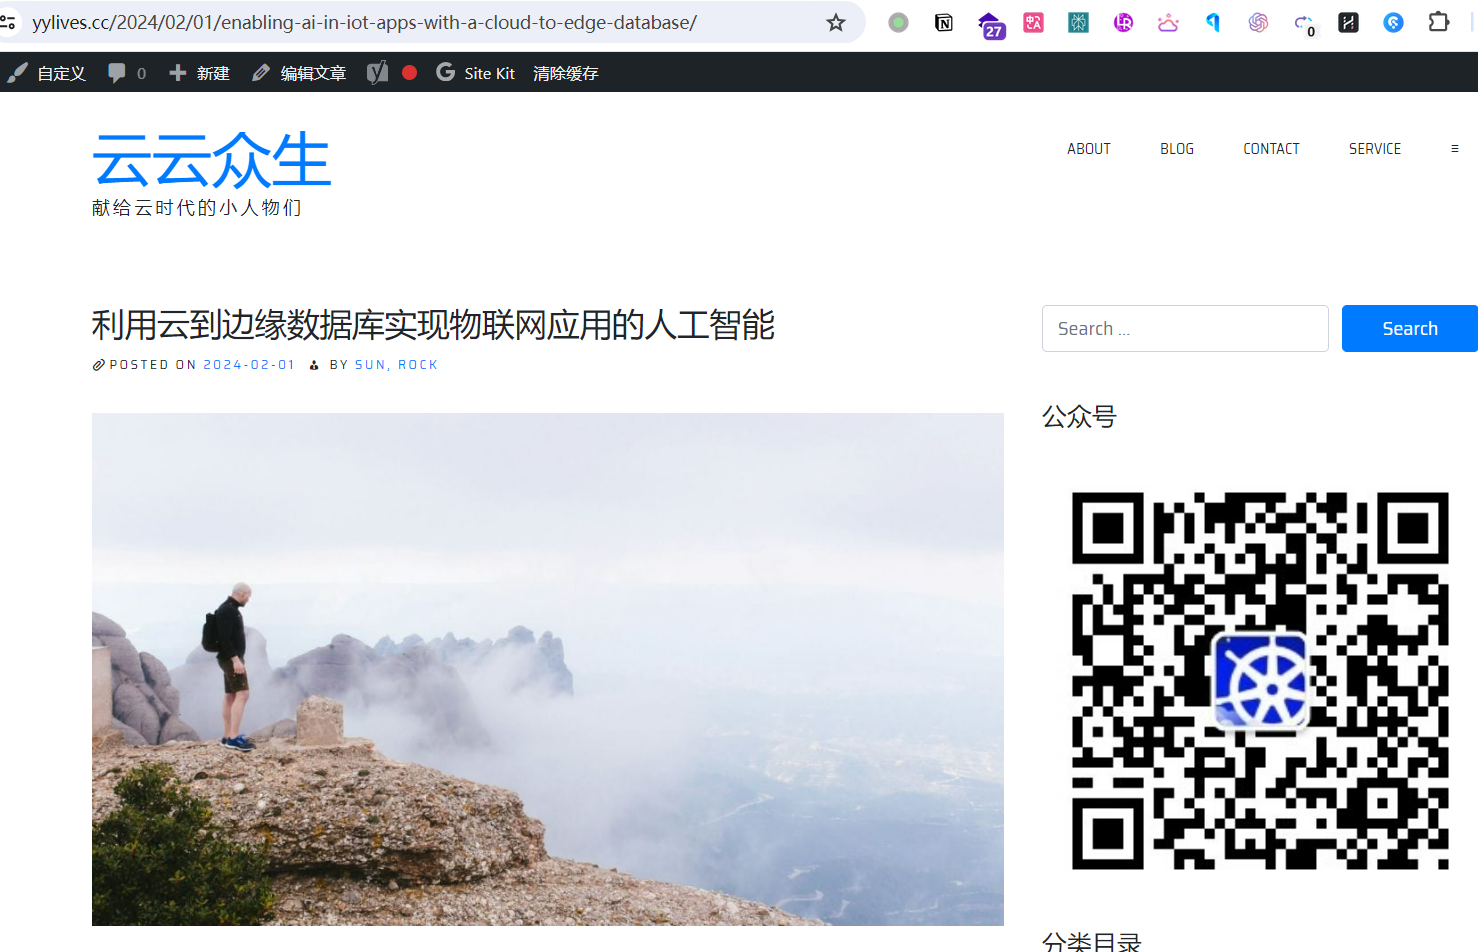 yylives.cc/2024/02/01/enabling-ai-in-iot-apps-with-a-cloud-to-edge-database/
27
0
自定义 0 新建 编辑文章 Site Kit 清除缓存
云云众生
献给云时代的小人物们
ABOUT BLOG CONTACT SERVICE ≡
利用云到边缘数据库实现物联网应用的人工智能
POSTED ON 2024-02-01 BY SUN, ROCK
Search ...
Search
公众号
分类目录